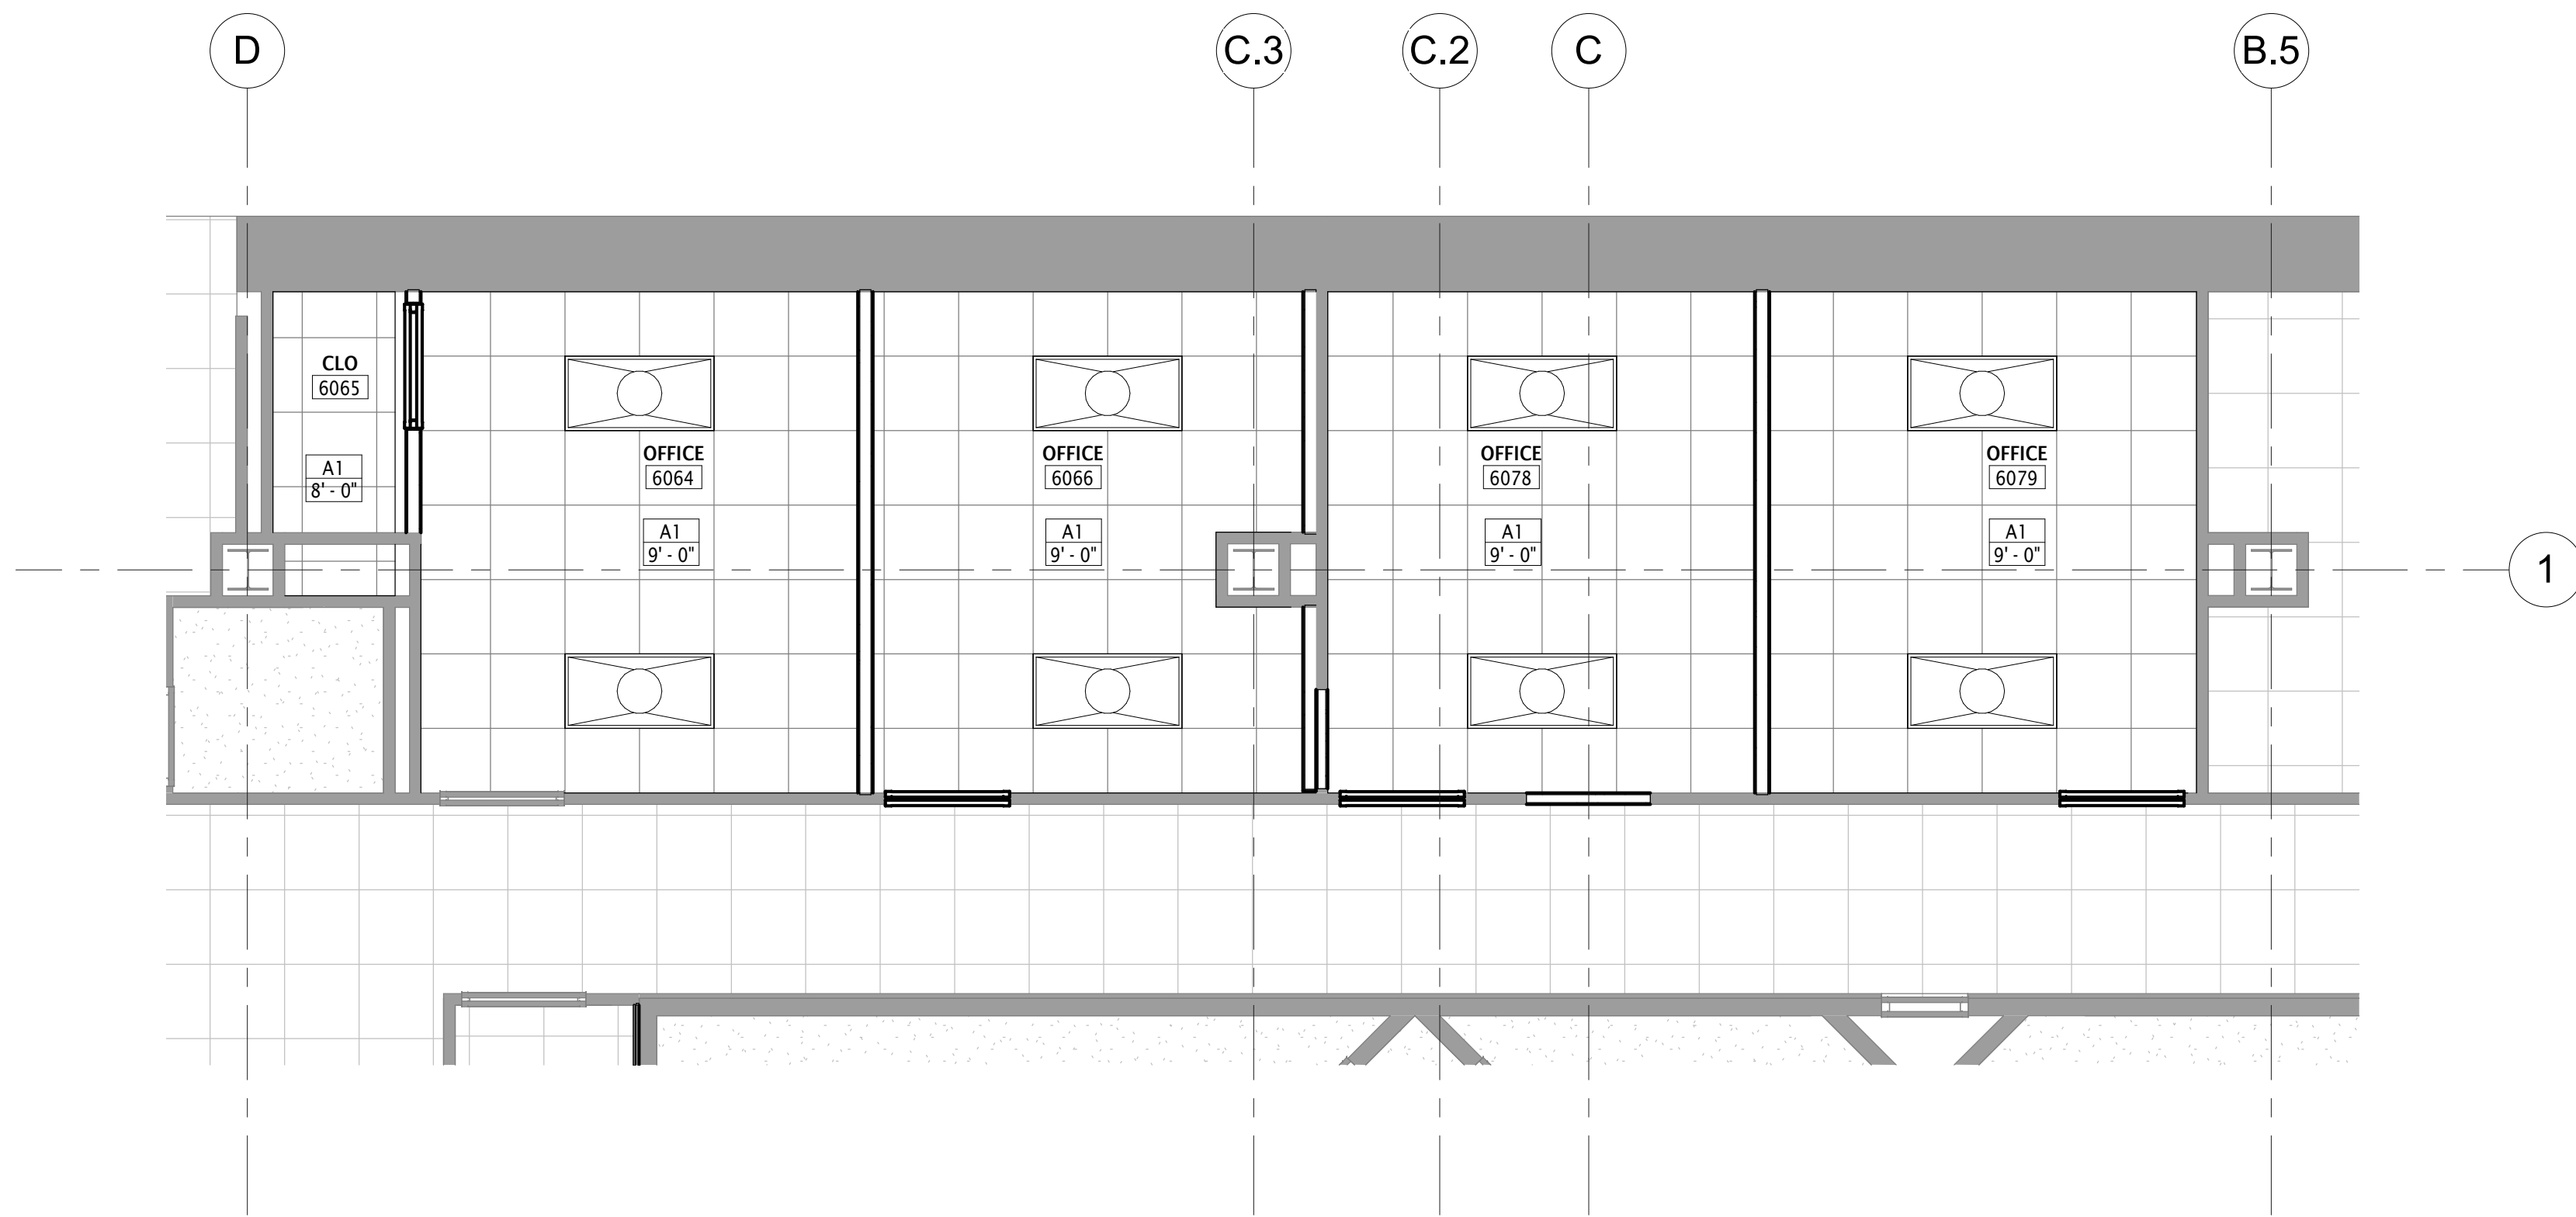 D
C.3
C.2
C
B.5
CLO
6065
A1
8' - 0"
OFFICE
6064
A1
9' - 0"
OFFICE
6066
A1
9' - 0"
OFFICE
6078
A1
9' - 0"
OFFICE
6079
A1
9' - 0"
1